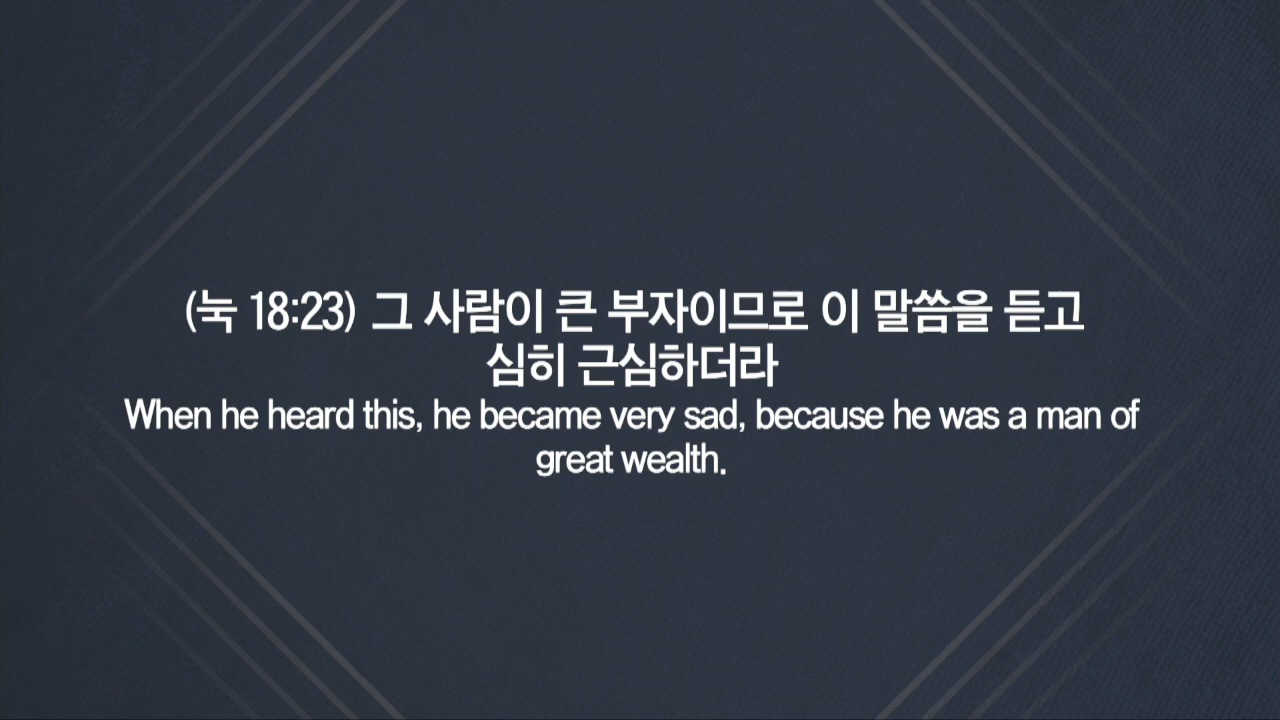 (눅 18:23) 그 사람이 큰 부자이므로 이 말씀을 듣고
심히 근심하더라
When he heard this, he became very sad, because he was a man of
great wealth.